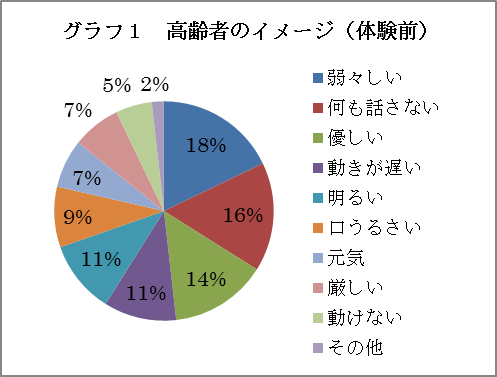 グラフ１　高齢者のイメージ（体験前）
弱々しい
何も話さない
優しい
動きが遅い
明るい
口うるさい
元気
厳しい
動けない
その他
18%
16%
14%
11%
11%
9%
7%
7%
5%
2%